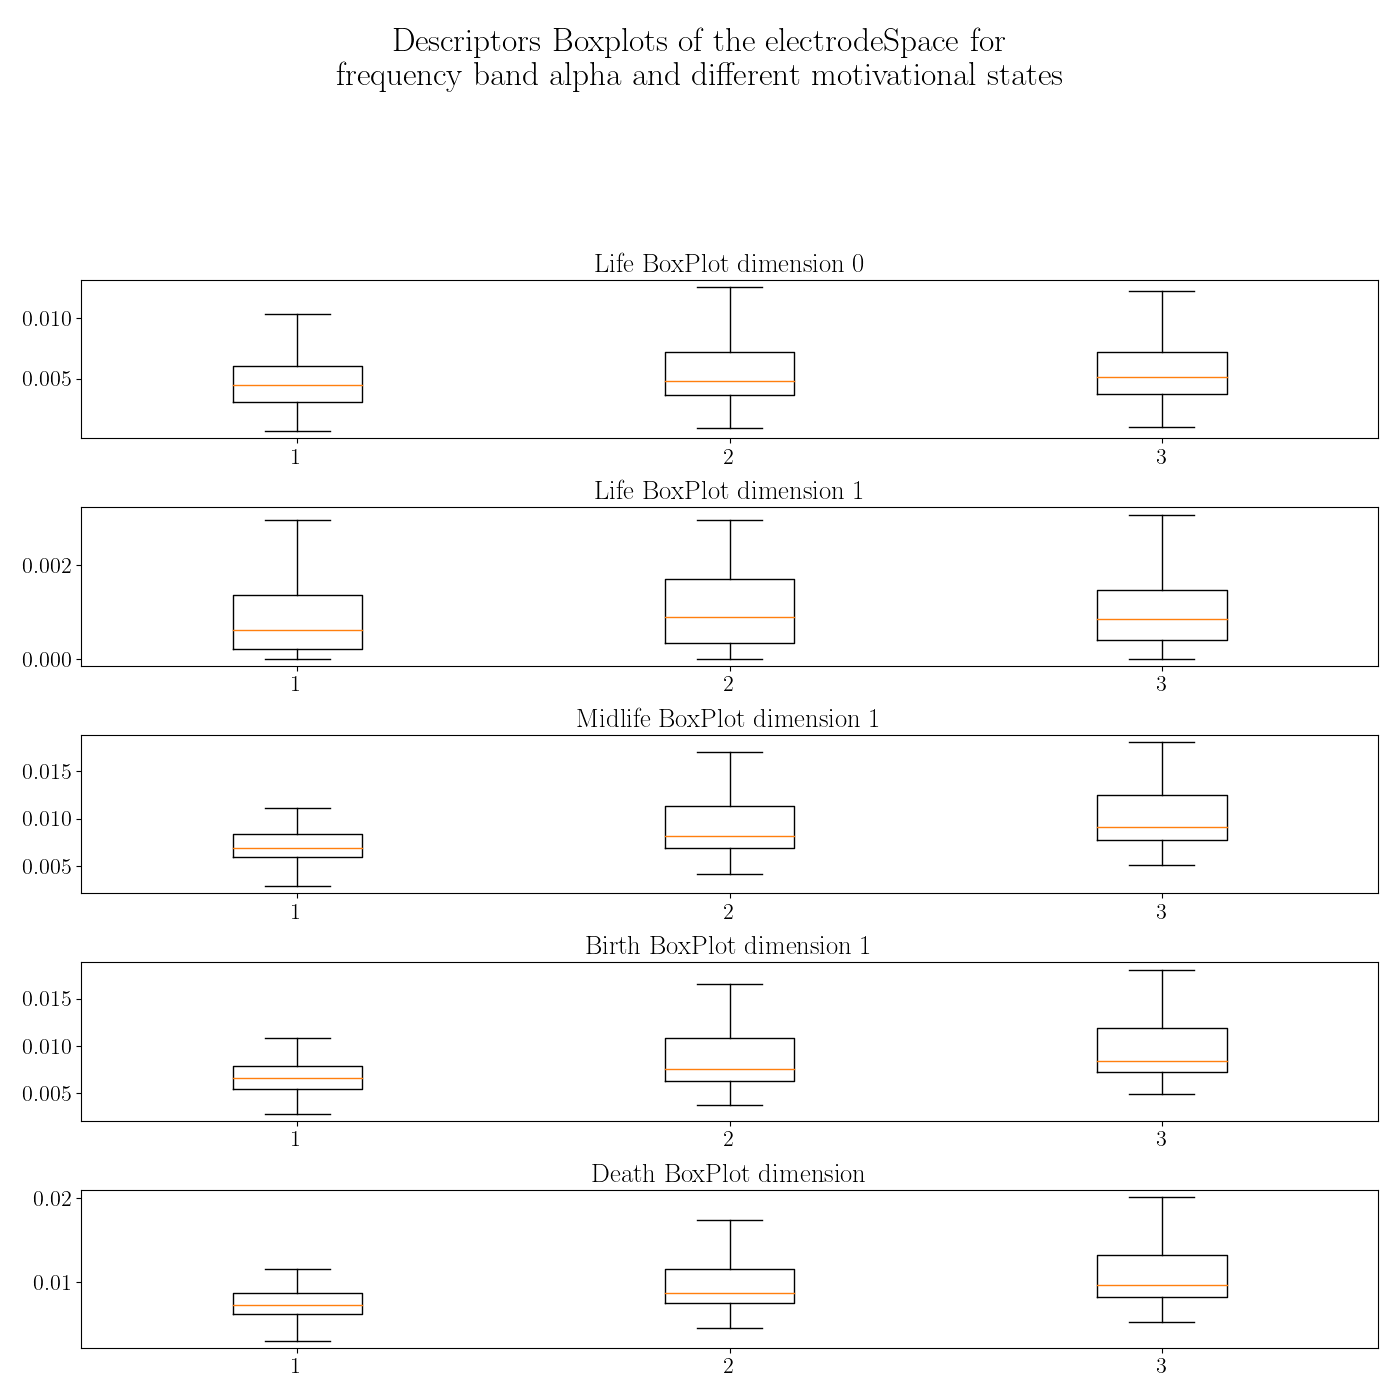 Descriptors Boxplots of the electrodeSpace for
frequency band alpha and different motivational states
Life BoxPlot dimension 0
0.010
0.005
1 2 3
Life BoxPlot dimension 1
0.002
0.000
1 2 3
Midlife BoxPlot dimension 1
0.015
0.010
0.005
1 2 3
Birth BoxPlot dimension 1
0.015
0.010
0.005
1 2 3
Death BoxPlot dimension
0.02
0.01
1 2 3